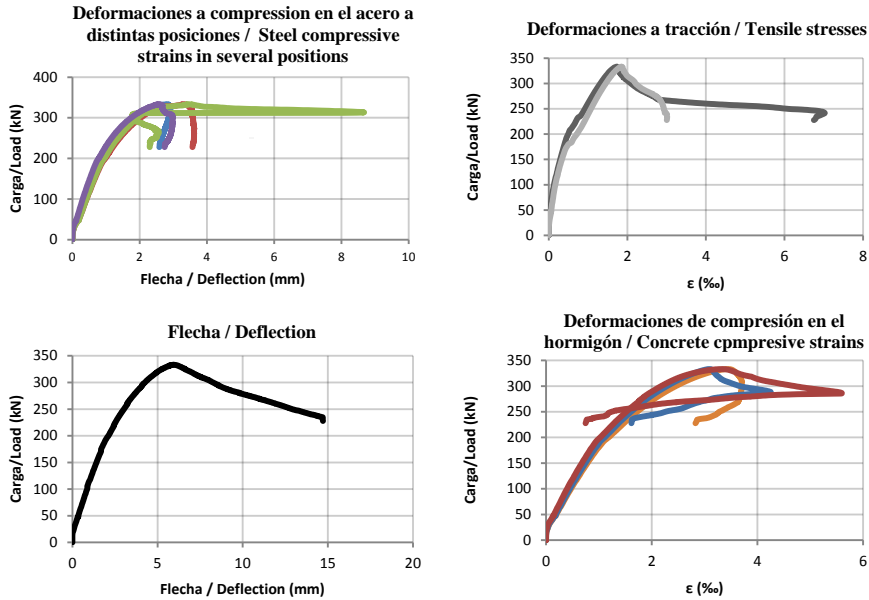 Deformaciones a compression en el acero a
distintas posiciones / Steel compressive
strains in several positions
Carga/Load (kN)
400
300
200
100
0
0 2 4 6 8 10
Flecha / Deflection (mm)
Deformaciones a tracción / Tensile stresses
Carga/Load (kN)
350
300
250
200
150
100
50
0
0 2 4 6 8
ε (‰)
Flecha / Deflection
Carga/Load (kN)
350
300
250
200
150
100
50
0
0 5 10 15 20
Flecha / Deflection (mm)
Deformaciones de compresión en el
hormigón / Concrete cpmpresive strains
Carga/Load (kN)
350
300
250
200
150
100
50
0
0 2 4 6
ε (‰)